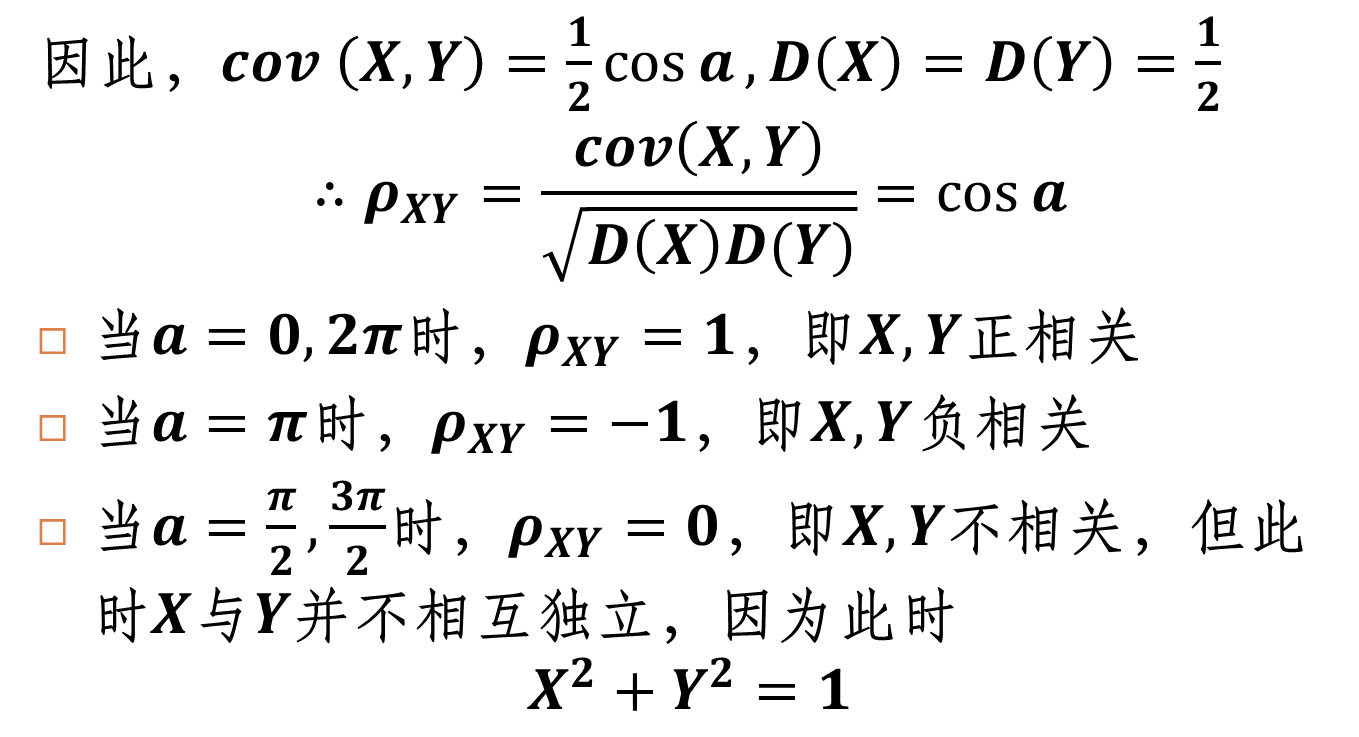 因此，cov (X,Y) = 1/2 cos a, D(X) = D(Y) = 1/2
∴ ρ_XY = cov(X,Y) / √(D(X)D(Y)) = cos a
□ 当a = 0,2π时，ρ_XY = 1，即X,Y正相关
□ 当a = π时，ρ_XY = −1，即X,Y负相关
□ 当a = π/2, 3π/2时，ρ_XY = 0，即X,Y不相关，但此
时X与Y并不相互独立，因为此时
X² + Y² = 1